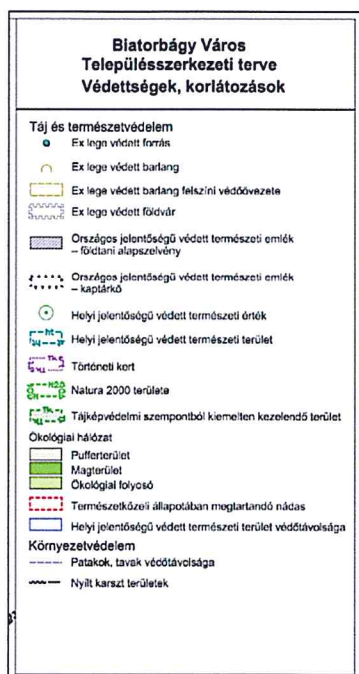 Biatorbágy Város
Településszerkezeti terve
Védettségek, korlátozások
Táj és természetvédelem
Ex lege védett forrás
Ex lege védett barlang
Ex lege védett barlang felszíni védőövezete
Ex lege védett földvár
Országos jelentőségű védett természeti emlék
– földtani alapszelvény
Országos jelentőségű védett természeti emlék
– kaptárkő
Helyi jelentőségű védett természeti érték
Helyi jelentőségű védett természeti terület
Történeti kert
Natura 2000 területe
Tájképvédelmi szempontból kiemelten kezelendő terület
Ökológiai hálózat
Pufferterület
Magterület
Ökológiai folyosó
Természetközeli állapotában megtartandó nádas
Helyi jelentőségű védett természeti terület védőtávolsága
Környezetvédelem
Patakok, tavak védőtávolsága
Nyílt karszt területek